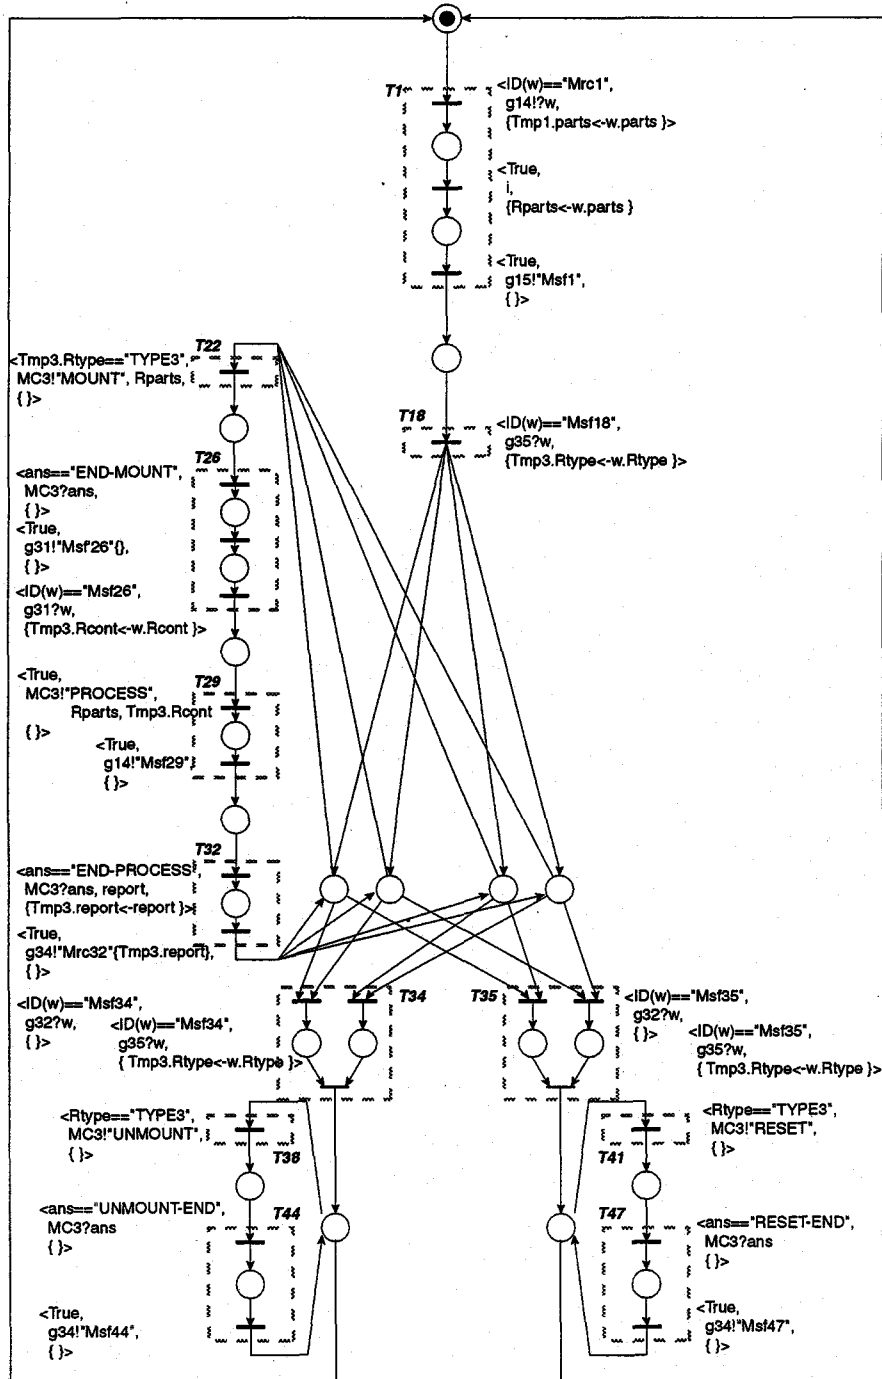 T1
<ID(w)=="Mrc1",
g14!?w,
{Tmp1.parts<-w.parts }>
<True,
i,
{Rparts<-w.parts }
<True,
g15!"Msf1",
{ }>
T22
<Tmp3.Rtype=="TYPE3",
MC3!"MOUNT", Rparts,
{ }>
T18
<ID(w)=="Msf18",
g35?w,
{Tmp3.Rtype<-w.Rtype }>
T26
<ans=="END-MOUNT",
MC3?ans,
{ }>
<True,
g31!"Msf'26"{},
{ }>
<ID(w)=="Msf26",
g31?w,
{Tmp3.Rcont<-w.Rcont }>
T29
<True,
MC3!"PROCESS",
Rparts, Tmp3.Rcont
{ }>
<True,
g14!"Msf29",
{ }>
T32
<ans=="END-PROCESS",
MC3?ans, report,
{Tmp3.report<-report }>
<True,
g34!"Mrc32"{Tmp3.report},
{ }>
T34
T35
<ID(w)=="Msf34",
g32?w,
{ }>
<ID(w)=="Msf34",
g35?w,
{ Tmp3.Rtype<-w.Rtype }>
<ID(w)=="Msf35",
g32?w,
{ }>
<ID(w)=="Msf35",
g35?w,
{ Tmp3.Rtype<-w.Rtype }>
<Rtype=="TYPE3",
MC3!"UNMOUNT",
{ }>
T38
<Rtype=="TYPE3",
MC3!"RESET",
{ }>
T41
<ans=="UNMOUNT-END",
MC3?ans
{ }>
T44
T47
<ans=="RESET-END",
MC3?ans
{ }>
<True,
g34!"Msf44",
{ }>
<True,
g34!"Msf47",
{ }>